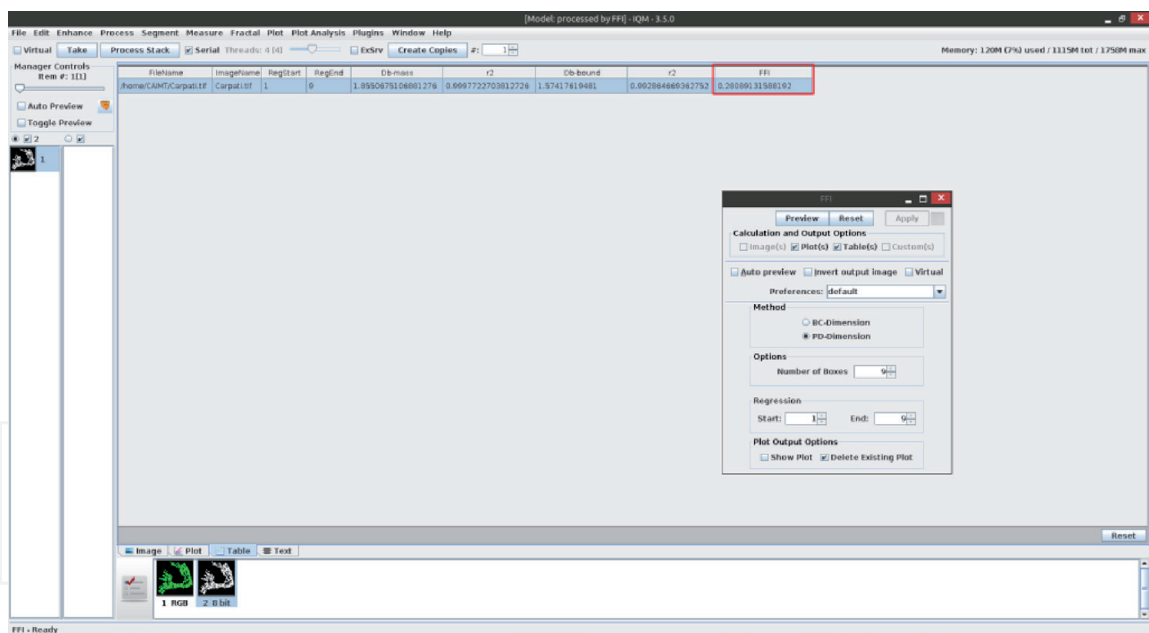 [Model: processed by FFI] - IQM - 3.5.0
File Edit Enhance Process Segment Measure Fractal Plot Plot Analysis Plugins Window Help
Virtual Take Process Stack Serial Threads: 4 [4] ExSrv Create Copies #: 1 Memory: 120M (7%) used / 1115M tot / 1758M max
Manager Controls
Item #: 1[1]
Auto Preview
Toggle Preview
2
1
FileName ImageName RegStart RegEnd Db-mass r2 Db-bound r2 FFI
/home/CAIMT/Carpati.tif Carpati.tif 1 9 1.8550675106881276 0.9997722703812726 1.57417619481 0.992864669362752 0.28089131588192
FFI
Preview Reset Apply
Calculation and Output Options
Image(s) Plot(s) Table(s) Custom(s)
Auto preview Invert output image Virtual
Preferences: default
Method
BC-Dimension
PD-Dimension
Options
Number of Boxes 9
Regression
Start: 1 End: 9
Plot Output Options
Show Plot Delete Existing Plot
Reset
Image Plot Table Text
1 RGB 2 8 bit
FFI - Ready